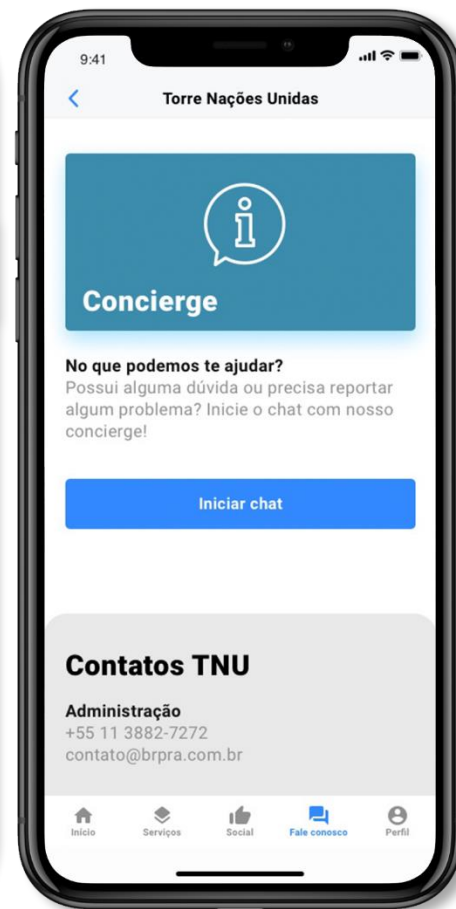 9:41
Torre Nações Unidas
Concierge
No que podemos te ajudar?
Possui alguma dúvida ou precisa reportar
algum problema? Inicie o chat com nosso
concierge!
Iniciar chat
Contatos TNU
Administração
+55 11 3882-7272
contato@brpra.com.br
Início Serviços Social Fale conosco Perfil